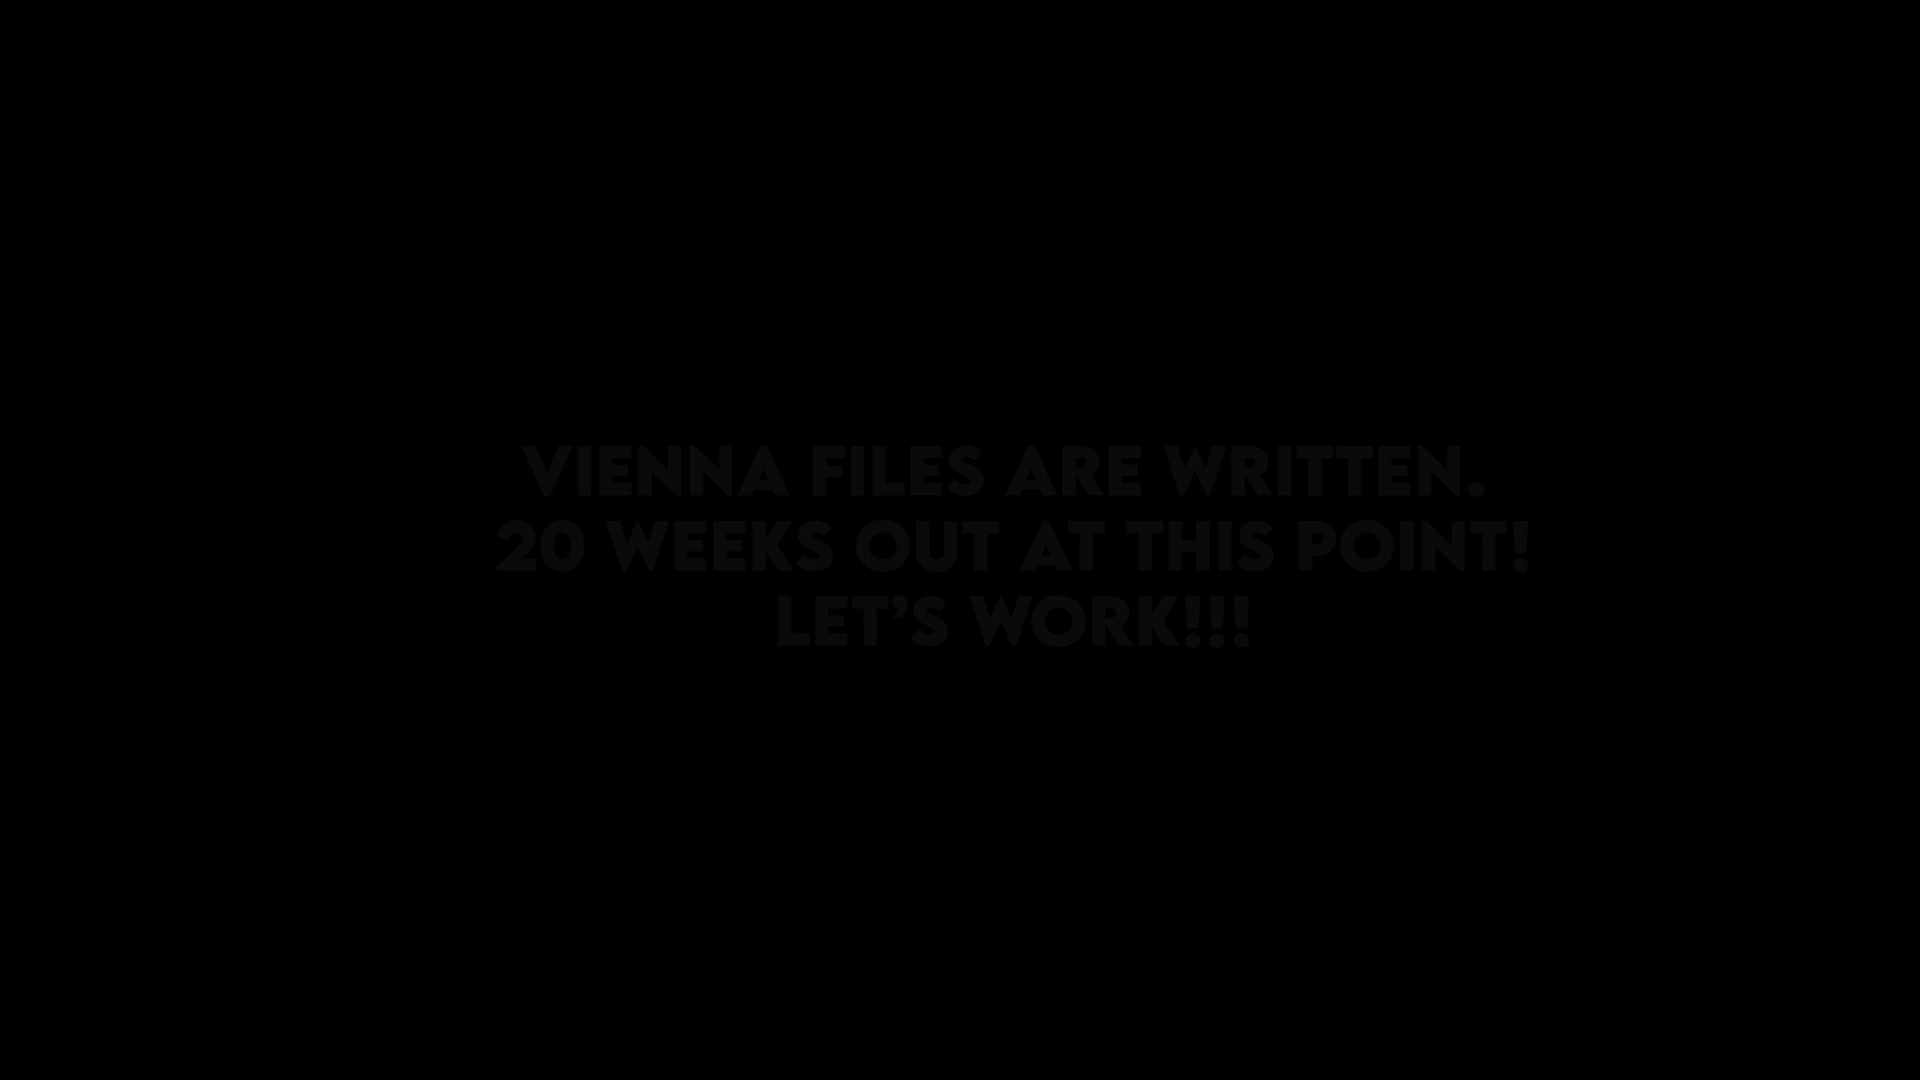 VIENNA FILES ARE WRITTEN.
20 WEEKS OUT AT THIS POINT!
LET’S WORK!!!